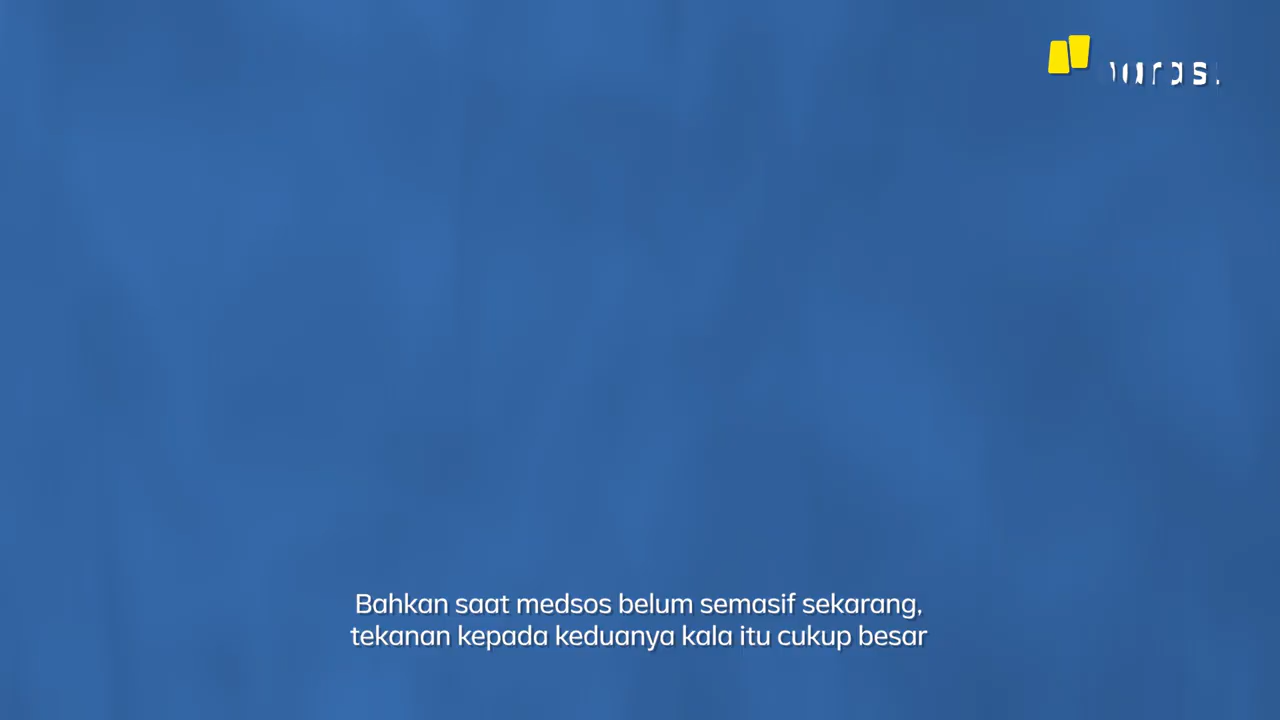 Bahkan saat medsos belum semasif sekarang,
tekanan kepada keduanya kala itu cukup besar